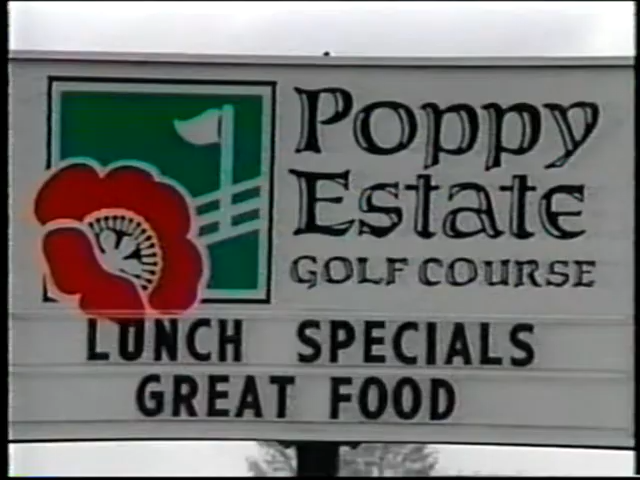 Poppy
Estate
GOLF COURSE
LUNCH SPECIALS
GREAT FOOD